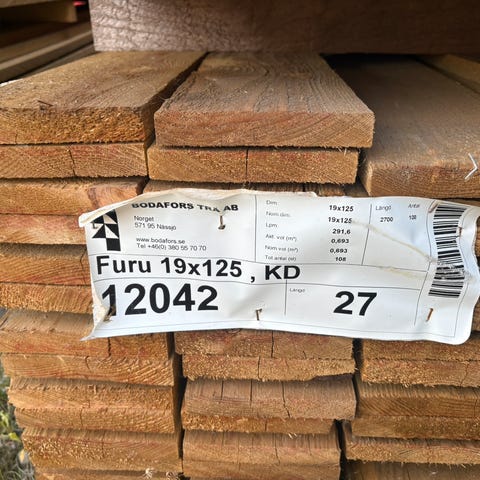 BODAFORS TRÄ AB
Norget
571 95 Nässjö
www.bodafors.se
Tel +46(0) 380 55 70 70
Dim: 19x125
Nom dim: 19x125
Lpm: 291,6
Akt. vol (m³) 0,693
Nom vol (m³) 0,693
Tot.antal (st) 108
Längd Antal
2700 108
Furu 19x125 , KD
12042
Längd
27